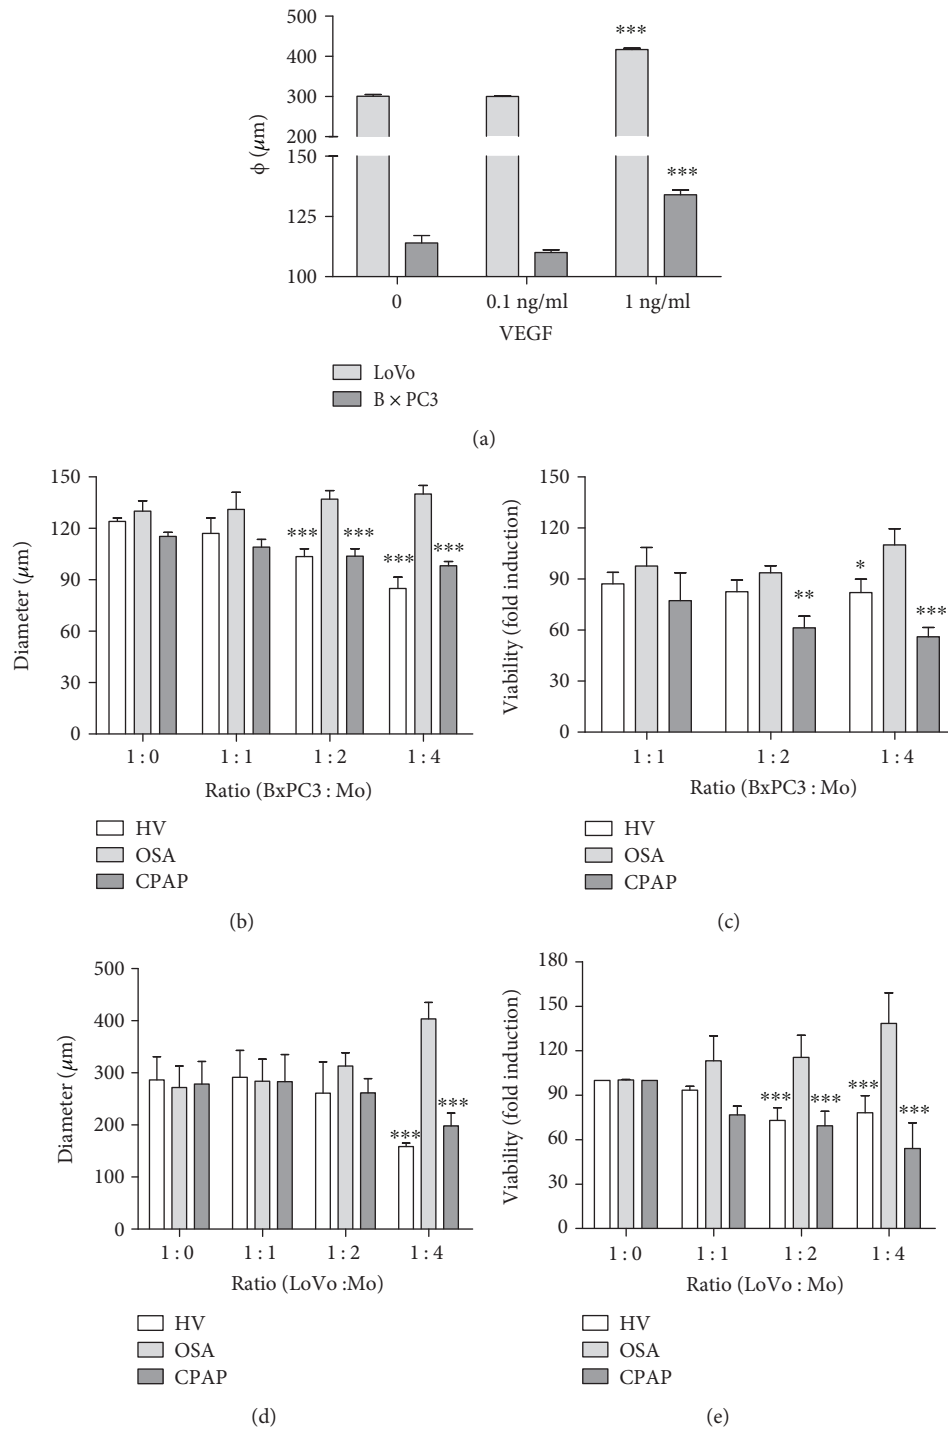 500
400
300
200
150
125
100
ϕ (μm)
***
***
0
0.1 ng/ml
1 ng/ml
VEGF
LoVo
B × PC3
(a)
150
120
90
60
30
0
Diameter (μm)
***
***
***
***
1 : 0
1 : 1
1 : 2
1 : 4
Ratio (BxPC3 : Mo)
HV
OSA
CPAP
(b)
150
120
90
60
30
0
Viability (fold induction)
**
*
***
1 : 1
1 : 2
1 : 4
Ratio (BxPC3 : Mo)
HV
OSA
CPAP
(c)
500
400
300
200
100
0
Diameter (μm)
***
***
1 : 0
1 : 1
1 : 2
1 : 4
Ratio (LoVo :Mo)
HV
OSA
CPAP
(d)
180
150
120
90
60
30
0
Viability (fold induction)
***
***
***
***
1 : 0
1 : 1
1 : 2
1 : 4
Ratio (LoVo : Mo)
HV
OSA
CPAP
(e)